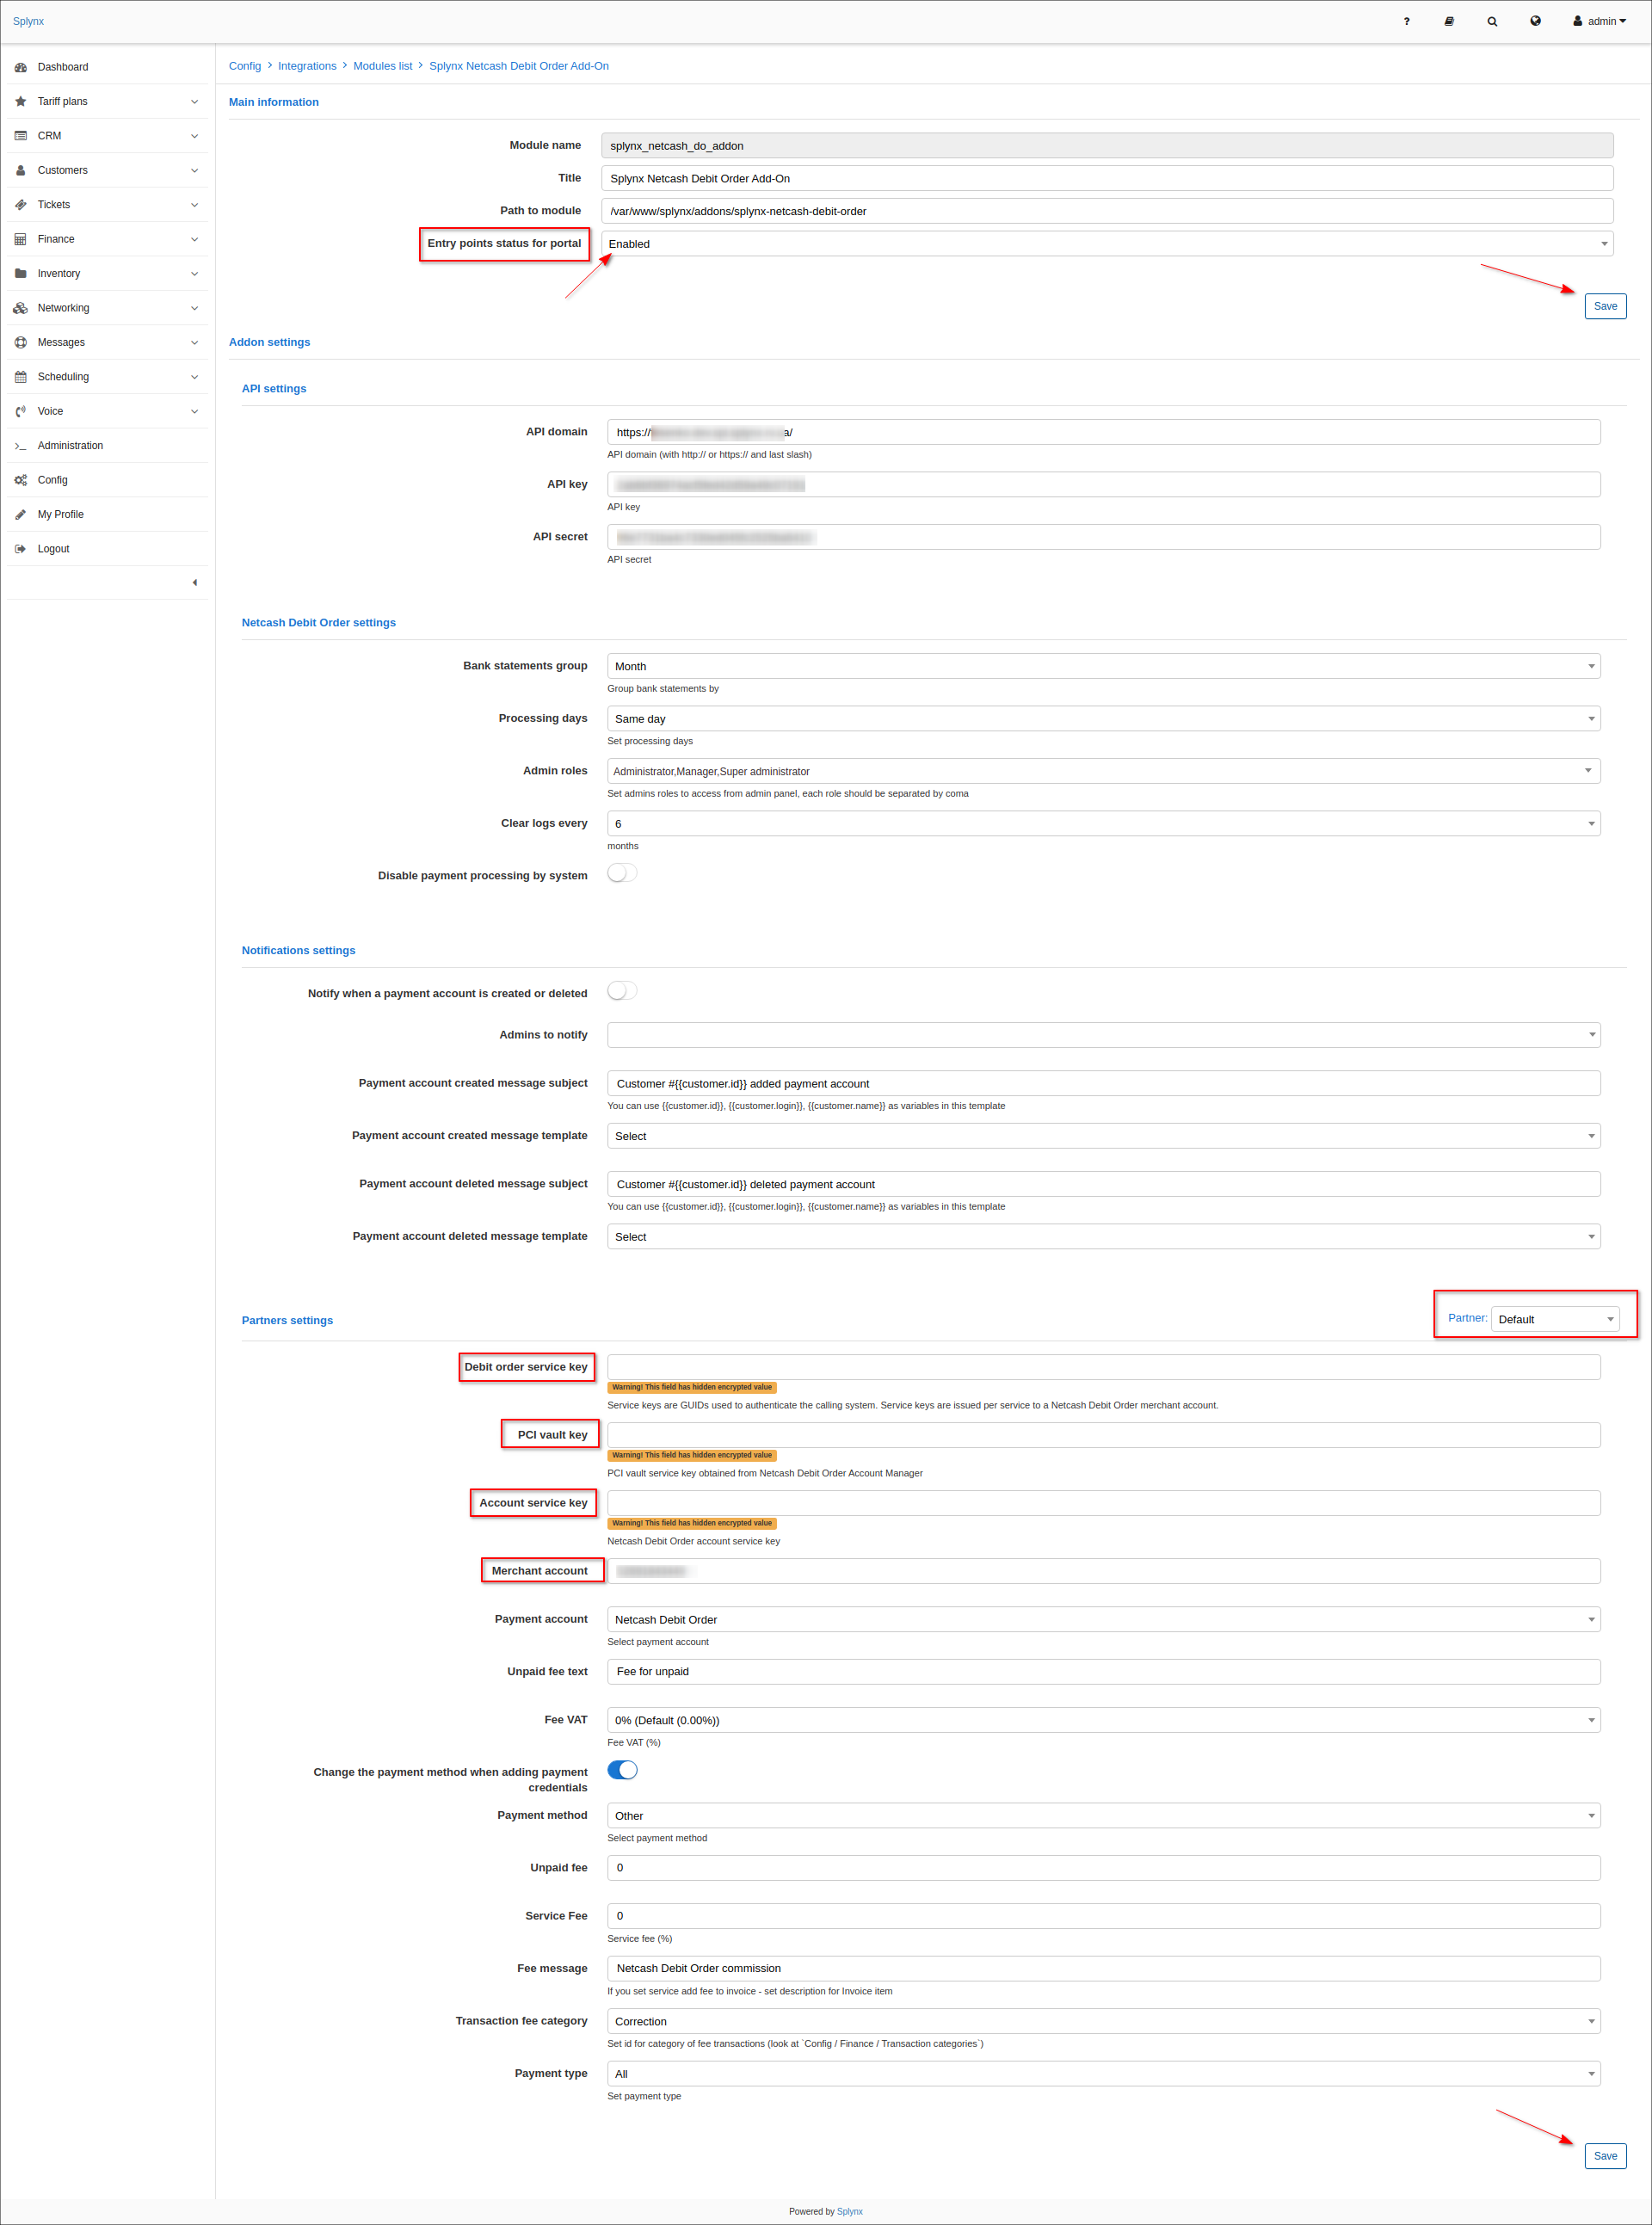 Splynx
? admin
Dashboard
Tariff plans
CRM
Customers
Tickets
Finance
Inventory
Networking
Messages
Scheduling
Voice
Administration
Config
My Profile
Logout
Config > Integrations > Modules list > Splynx Netcash Debit Order Add-On
Main information
Module name splynx_netcash_do_addon
Title Splynx Netcash Debit Order Add-On
Path to module /var/www/splynx/addons/splynx-netcash-debit-order
Entry points status for portal Enabled
Save
Addon settings
API settings
API domain https:// a/
API domain (with http:// or https:// and last slash)
API key
API key
API secret
API secret
Netcash Debit Order settings
Bank statements group Month
Group bank statements by
Processing days Same day
Set processing days
Admin roles Administrator,Manager,Super administrator
Set admins roles to access from admin panel, each role should be separated by coma
Clear logs every 6
months
Disable payment processing by system
Notifications settings
Notify when a payment account is created or deleted
Admins to notify
Payment account created message subject Customer #{{customer.id}} added payment account
You can use {{customer.id}}, {{customer.login}}, {{customer.name}} as variables in this template
Payment account created message template Select
Payment account deleted message subject Customer #{{customer.id}} deleted payment account
You can use {{customer.id}}, {{customer.login}}, {{customer.name}} as variables in this template
Payment account deleted message template Select
Partners settings Partner: Default
Debit order service key
Warning! This field has hidden encrypted value
Service keys are GUIDs used to authenticate the calling system. Service keys are issued per service to a Netcash Debit Order merchant account.
PCI vault key
Warning! This field has hidden encrypted value
PCI vault service key obtained from Netcash Debit Order Account Manager
Account service key
Warning! This field has hidden encrypted value
Netcash Debit Order account service key
Merchant account
Payment account Netcash Debit Order
Select payment account
Unpaid fee text Fee for unpaid
Fee VAT 0% (Default (0.00%))
Fee VAT (%)
Change the payment method when adding payment
credentials
Payment method Other
Select payment method
Unpaid fee 0
Service Fee 0
Service fee (%)
Fee message Netcash Debit Order commission
If you set service add fee to invoice - set description for Invoice item
Transaction fee category Correction
Set id for category of fee transactions (look at `Config / Finance / Transaction categories`)
Payment type All
Set payment type
Save
Powered by Splynx